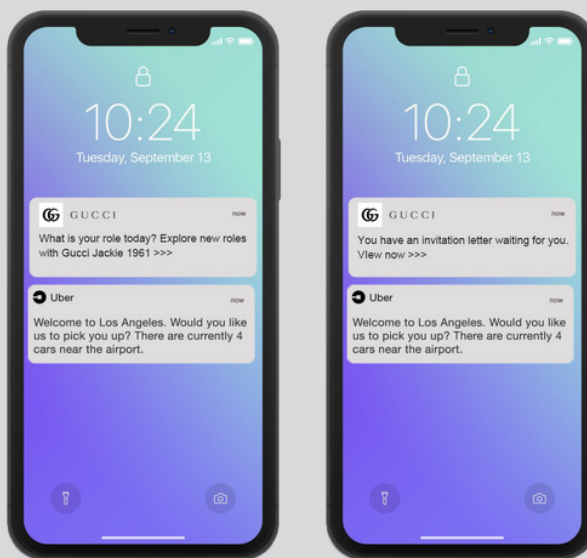 10:24
Tuesday, September 13
GUCCI
now
What is your role today? Explore new roles
with Gucci Jackie 1961 >>>
Uber
now
Welcome to Los Angeles. Would you like
us to pick you up? There are currently 4
cars near the airport.
10:24
Tuesday, September 13
GUCCI
now
You have an invitation letter waiting for you.
VIew now >>>
Uber
now
Welcome to Los Angeles. Would you like
us to pick you up? There are currently 4
cars near the airport.